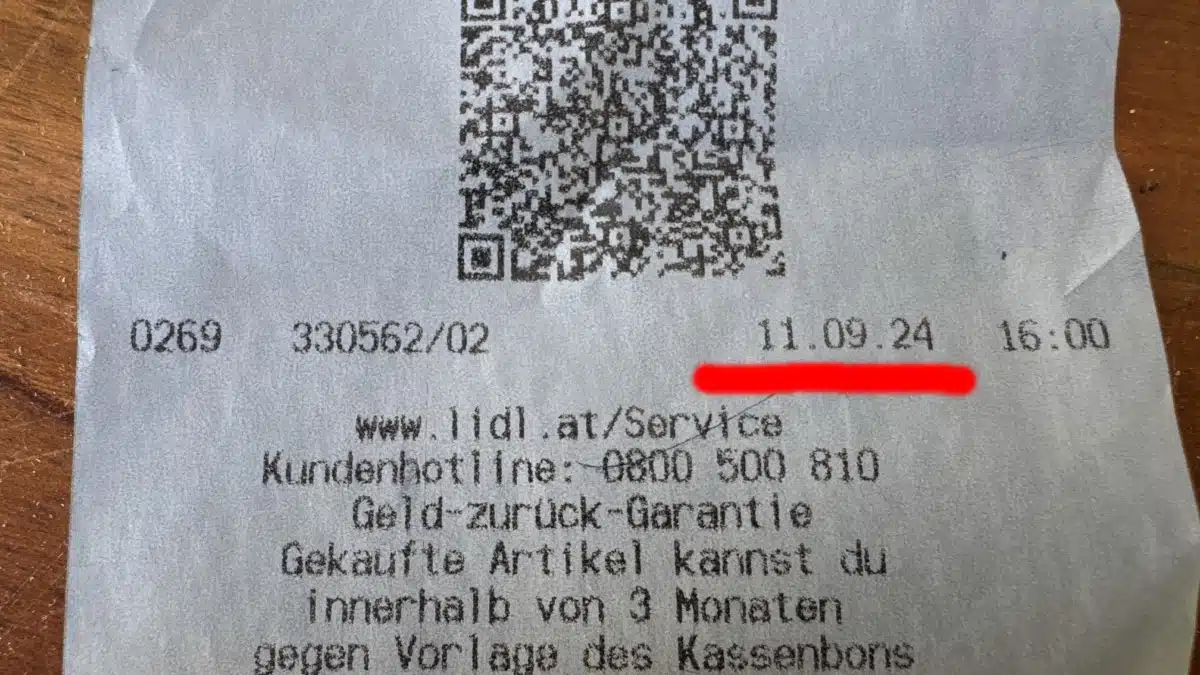 0269 330562/02 11.09.24 16:00
www.lidl.at/Service
Kundenhotline: 0800 500 810
Geld-zurück-Garantie
Gekaufte Artikel kannst du
innerhalb von 3 Monaten
gegen Vorlage des Kassenbons